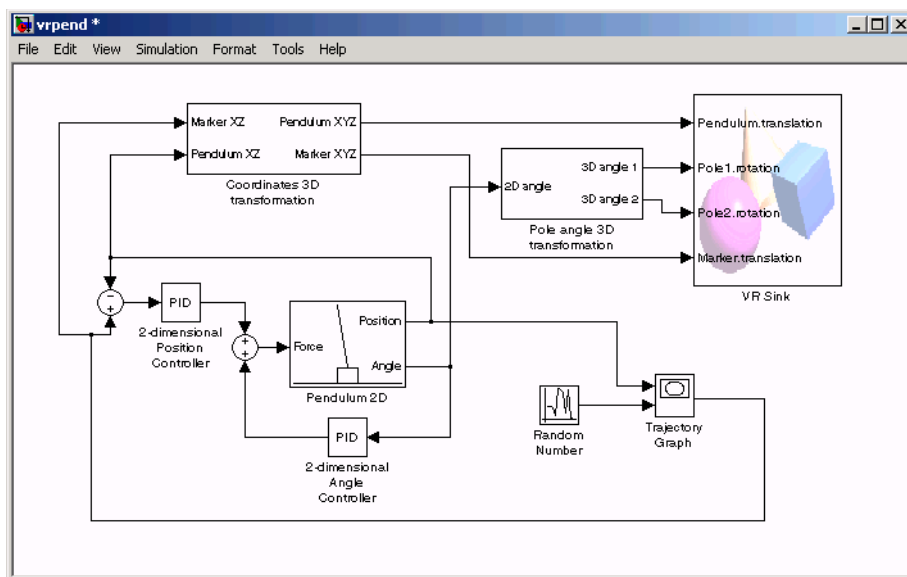 vrpend *
File Edit View Simulation Format Tools Help
Marker XZ
Pendulum XYZ
Pendulum XZ
Marker XYZ
Coordinates 3D
transformation
2D angle
3D angle 1
3D angle 2
Pole angle 3D
transformation
Pendulum.translation
Pole1.rotation
Pole2.rotation
Marker.translation
VR Sink
−
+
PID
2-dimensional
Position
Controller
+
+
Force
Position
Angle
Pendulum 2D
PID
2-dimensional
Angle
Controller
Random
Number
Trajectory
Graph